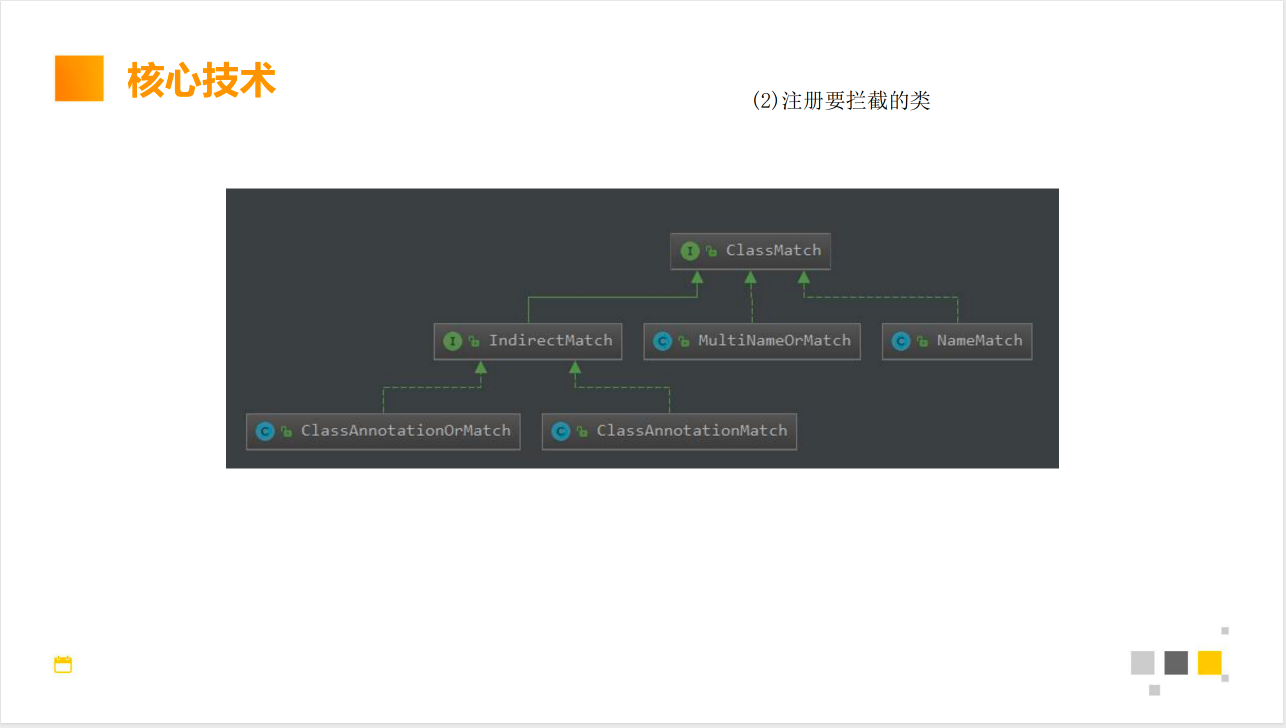 核心技术
(2)注册要拦截的类
I ClassMatch
I IndirectMatch
C MultiNameOrMatch
C NameMatch
C ClassAnnotationOrMatch
C ClassAnnotationMatch